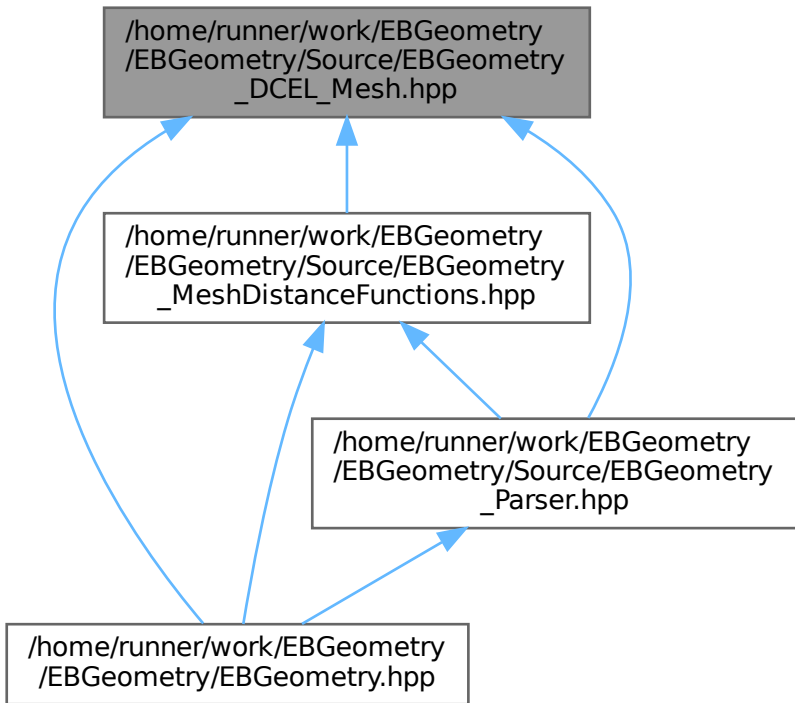 /home/runner/work/EBGeometry
/EBGeometry/Source/EBGeometry
_DCEL_Mesh.hpp
/home/runner/work/EBGeometry
/EBGeometry/Source/EBGeometry
_MeshDistanceFunctions.hpp
/home/runner/work/EBGeometry
/EBGeometry/Source/EBGeometry
_Parser.hpp
/home/runner/work/EBGeometry
/EBGeometry/EBGeometry.hpp